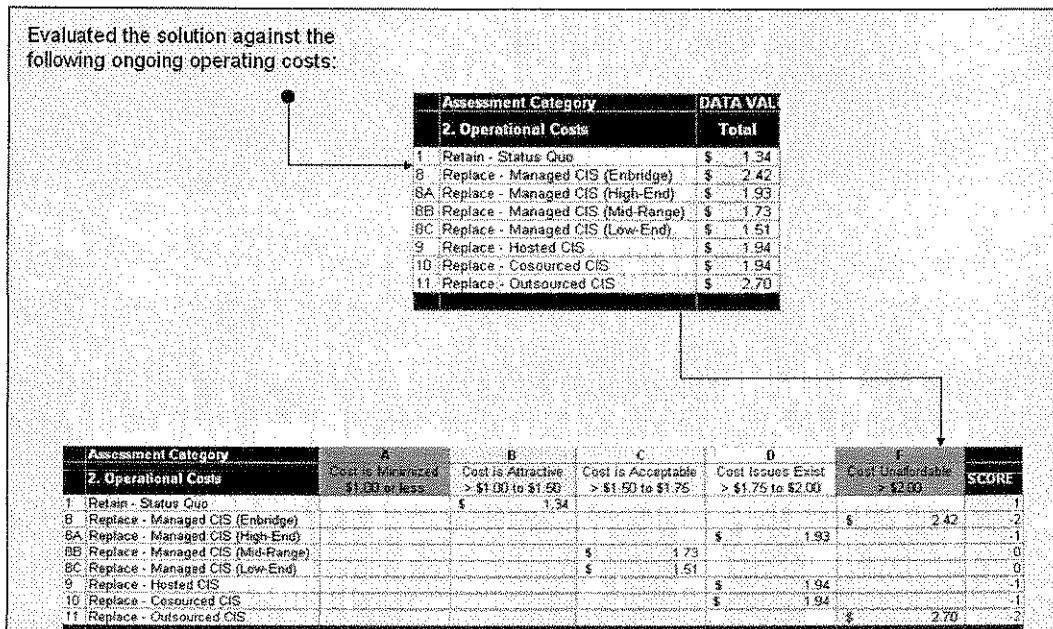 Evaluated the solution against the
following ongoing operating costs:
Assessment Category DATA VAL
2. Operational Costs Total
1 Retain - Status Quo $ 1.34
8 Replace - Managed CIS (Enbridge) $ 2.42
8A Replace - Managed CIS (High-End) $ 1.93
8B Replace - Managed CIS (Mid-Range) $ 1.73
8C Replace - Managed CIS (Low-End) $ 1.51
9 Replace - Hosted CIS $ 1.94
10 Replace - Cosourced CIS $ 1.94
11 Replace - Outsourced CIS $ 2.70
Assessment Category A B C D F
2. Operational Costs Cost is Minimized Cost is Attractive Cost is Acceptable Cost Issues Exist Cost Unaffordable SCORE
$1.00 or less > $1.00 to $1.50 > $1.50 to $1.75 > $1.75 to $2.00 > $2.00
1 Retain - Status Quo $ 1.34 1
8 Replace - Managed CIS (Enbridge) $ 2.42 -2
8A Replace - Managed CIS (High-End) $ 1.93 -1
8B Replace - Managed CIS (Mid-Range) $ 1.73 0
8C Replace - Managed CIS (Low-End) $ 1.51 0
9 Replace - Hosted CIS $ 1.94 -1
10 Replace - Cosourced CIS $ 1.94 -1
11 Replace - Outsourced CIS $ 2.70 -2